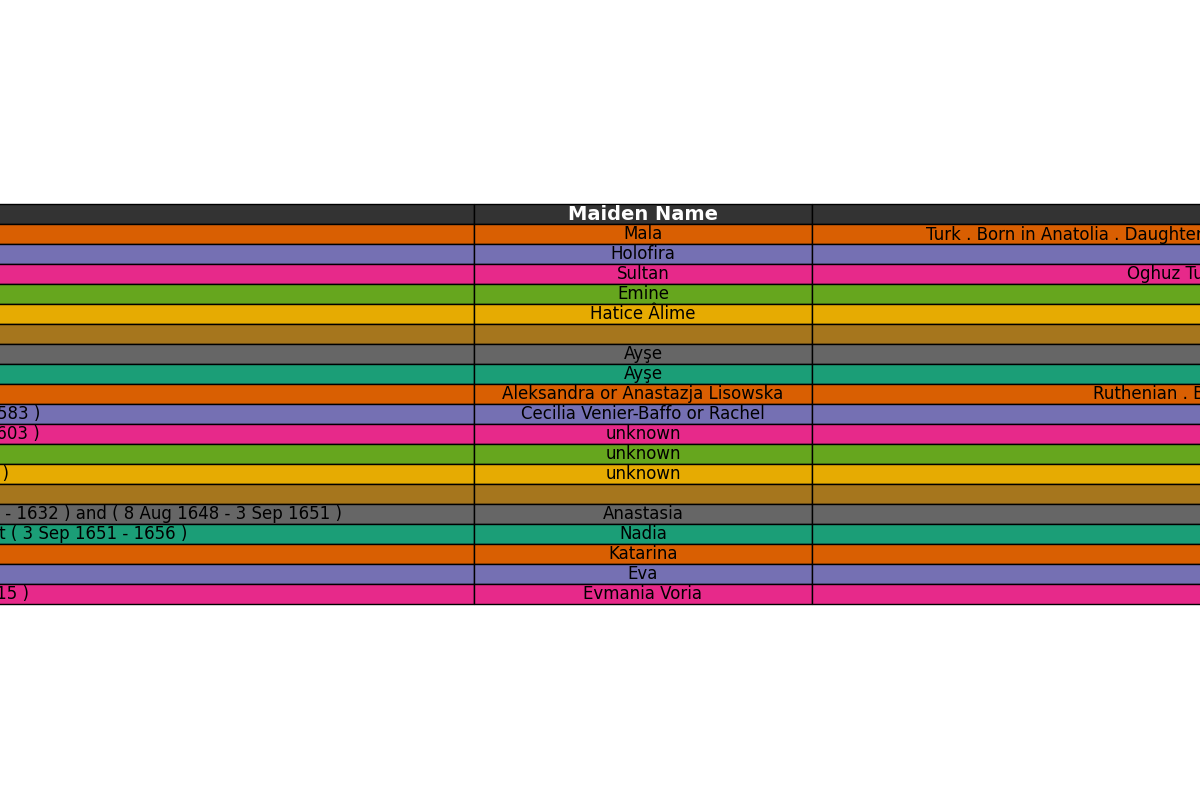 Maiden Name
Mala Turk . Born in Anatolia . Daughter
Holofira
Sultan Oghuz
Emine
Hatice Âlime
Ayşe
Ayşe
Aleksandra or Anastazja Lisowska Ruthenian .
583 ) Cecilia Venier-Baffo or Rachel
603 ) unknown
unknown
) unknown
- 1632 ) and ( 8 Aug 1648 - 3 Sep 1651 ) Anastasia
t ( 3 Sep 1651 - 1656 ) Nadia
Katarina
Eva
15 ) Evmania Voria